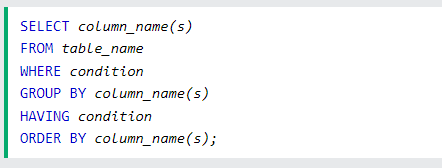 SELECT column_name(s)
FROM table_name
WHERE condition
GROUP BY column_name(s)
HAVING condition
ORDER BY column_name(s);